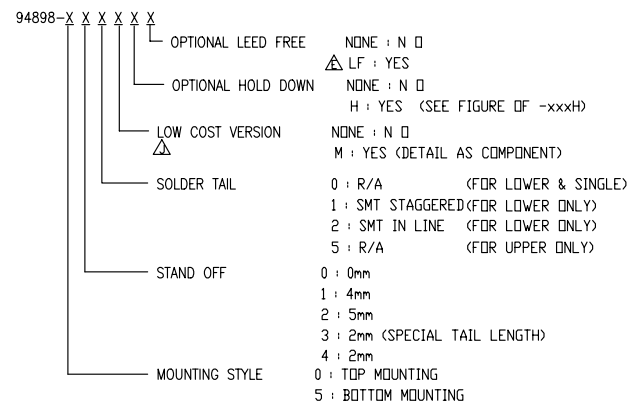 94898-X X X X X X
OPTIONAL LEED FREE NONE : N O
E LF : YES
OPTIONAL HOLD DOWN NONE : N O
H : YES (SEE FIGURE OF -xxxH)
LOW COST VERSION NONE : N O
J M : YES (DETAIL AS COMPONENT)
SOLDER TAIL 0 : R/A (FOR LOWER & SINGLE)
1 : SMT STAGGERED(FOR LOWER ONLY)
2 : SMT IN LINE (FOR LOWER ONLY)
5 : R/A (FOR UPPER ONLY)
STAND OFF 0 : 0mm
1 : 4mm
2 : 5mm
3 : 2mm (SPECIAL TAIL LENGTH)
4 : 2mm
MOUNTING STYLE 0 : TOP MOUNTING
5 : BOTTOM MOUNTING